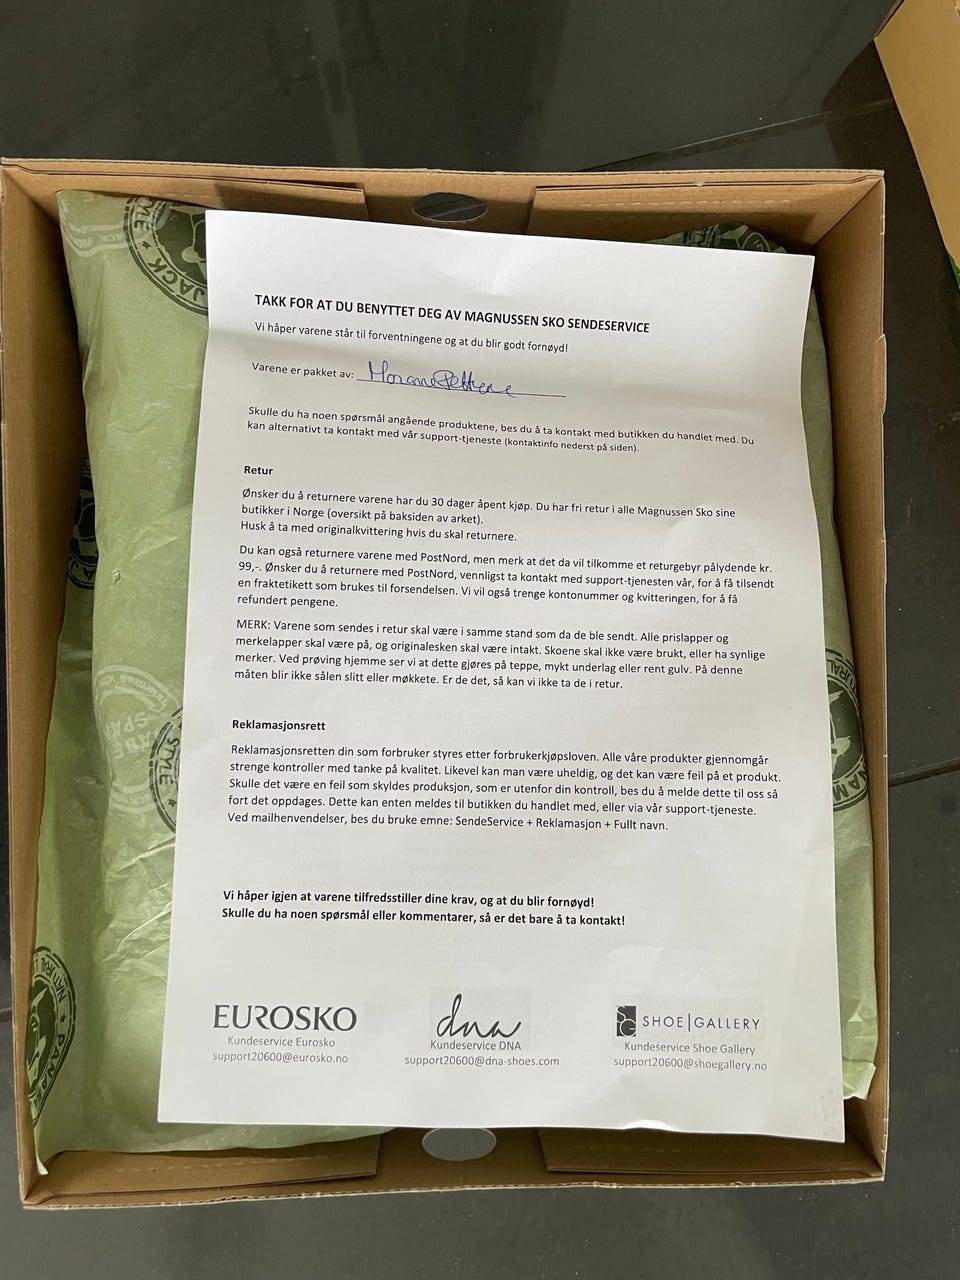 TAKK FOR AT DU BENYTTET DEG AV MAGNUSSEN SKO SENDESERVICE
Vi håper varene står til forventningene og at du blir godt fornøyd!
Varene er pakket av:
Skulle du ha noen spørsmål angående produktene, bes du å ta kontakt med butikken du handlet med. Du
kan alternativt ta kontakt med vår support-tjeneste (kontaktinfo nederst på siden).
Retur
Ønsker du å returnere varene har du 30 dager åpent kjøp. Du har fri retur i alle Magnussen Sko sine
butikker i Norge (oversikt på baksiden av arket).
Husk å ta med originalkvittering hvis du skal returnere.
Du kan også returnere varene med PostNord, men merk at det da vil tilkomme et returgebyr pålydende kr.
99,-. Ønsker du å returnere med PostNord, vennligst ta kontakt med support-tjenesten vår, for å få tilsendt
en fraktetikett som brukes til forsendelsen. Vi vil også trenge kontonummer og kvitteringen, for å få
refundert pengene.
MERK: Varene som sendes i retur skal være i samme stand som da de ble sendt. Alle prislapper og
merkelapper skal være på, og originalesken skal være intakt. Skoene skal ikke være brukt, eller ha synlige
merker. Ved prøving hjemme ser vi at dette gjøres på teppe, mykt underlag eller rent gulv. På denne
måten blir ikke sålen slitt eller møkkete. Er de det, så kan vi ikke ta de i retur.
Reklamasjonsrett
Reklamasjonsretten din som forbruker styres etter forbrukerkjøpsloven. Alle våre produkter gjennomgår
strenge kontroller med tanke på kvalitet. Likevel kan man være uheldig, og det kan være feil på et produkt.
Skulle det være en feil som skyldes produksjon, som er utenfor din kontroll, bes du å melde dette til oss så
fort det oppdages. Dette kan enten meldes til butikken du handlet med, eller via vår support-tjeneste.
Ved mailhenvendelser, bes du bruke emne: SendeService + Reklamasjon + Fullt navn.
Vi håper igjen at varene tilfredsstiller dine krav, og at du blir fornøyd!
Skulle du ha noen spørsmål eller kommentarer, så er det bare å ta kontakt!
EUROSKO
Kundeservice Eurosko
support20600@eurosko.no
dna
Kundeservice DNA
support20600@dna-shoes.com
SG SHOE|GALLERY
Kundeservice Shoe Gallery
support20600@shoegallery.no
JACK
STYLE
NATURAL
PANDA